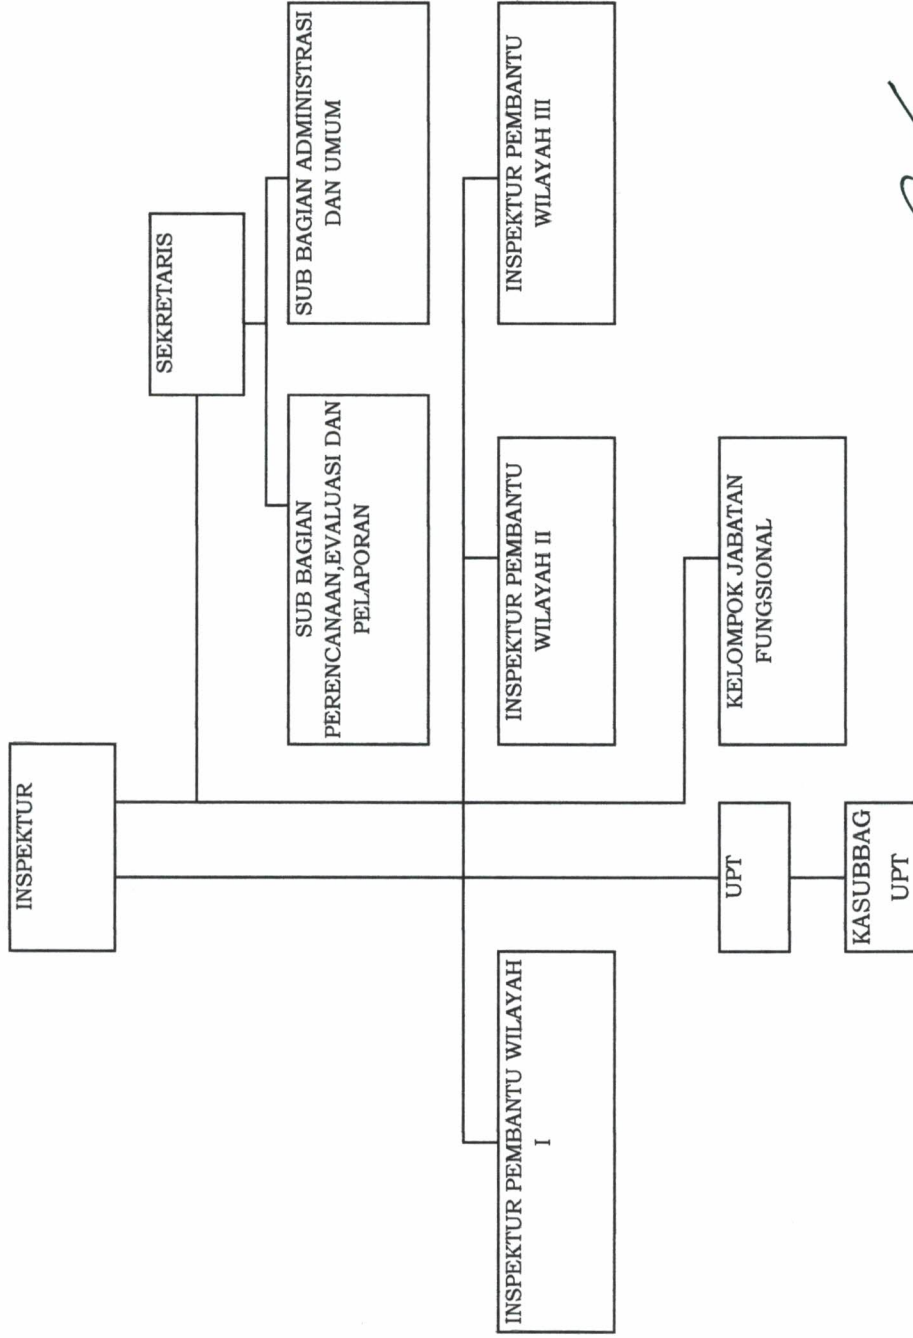 INSPEKTUR
SEKRETARIS
SUB BAGIAN
PERENCANAAN,EVALUASI DAN
PELAPORAN
SUB BAGIAN ADMINISTRASI
DAN UMUM
INSPEKTUR PEMBANTU WILAYAH
I
INSPEKTUR PEMBANTU
WILAYAH II
INSPEKTUR PEMBANTU
WILAYAH III
UPT
KELOMPOK JABATAN
FUNGSIONAL
KASUBBAG
UPT